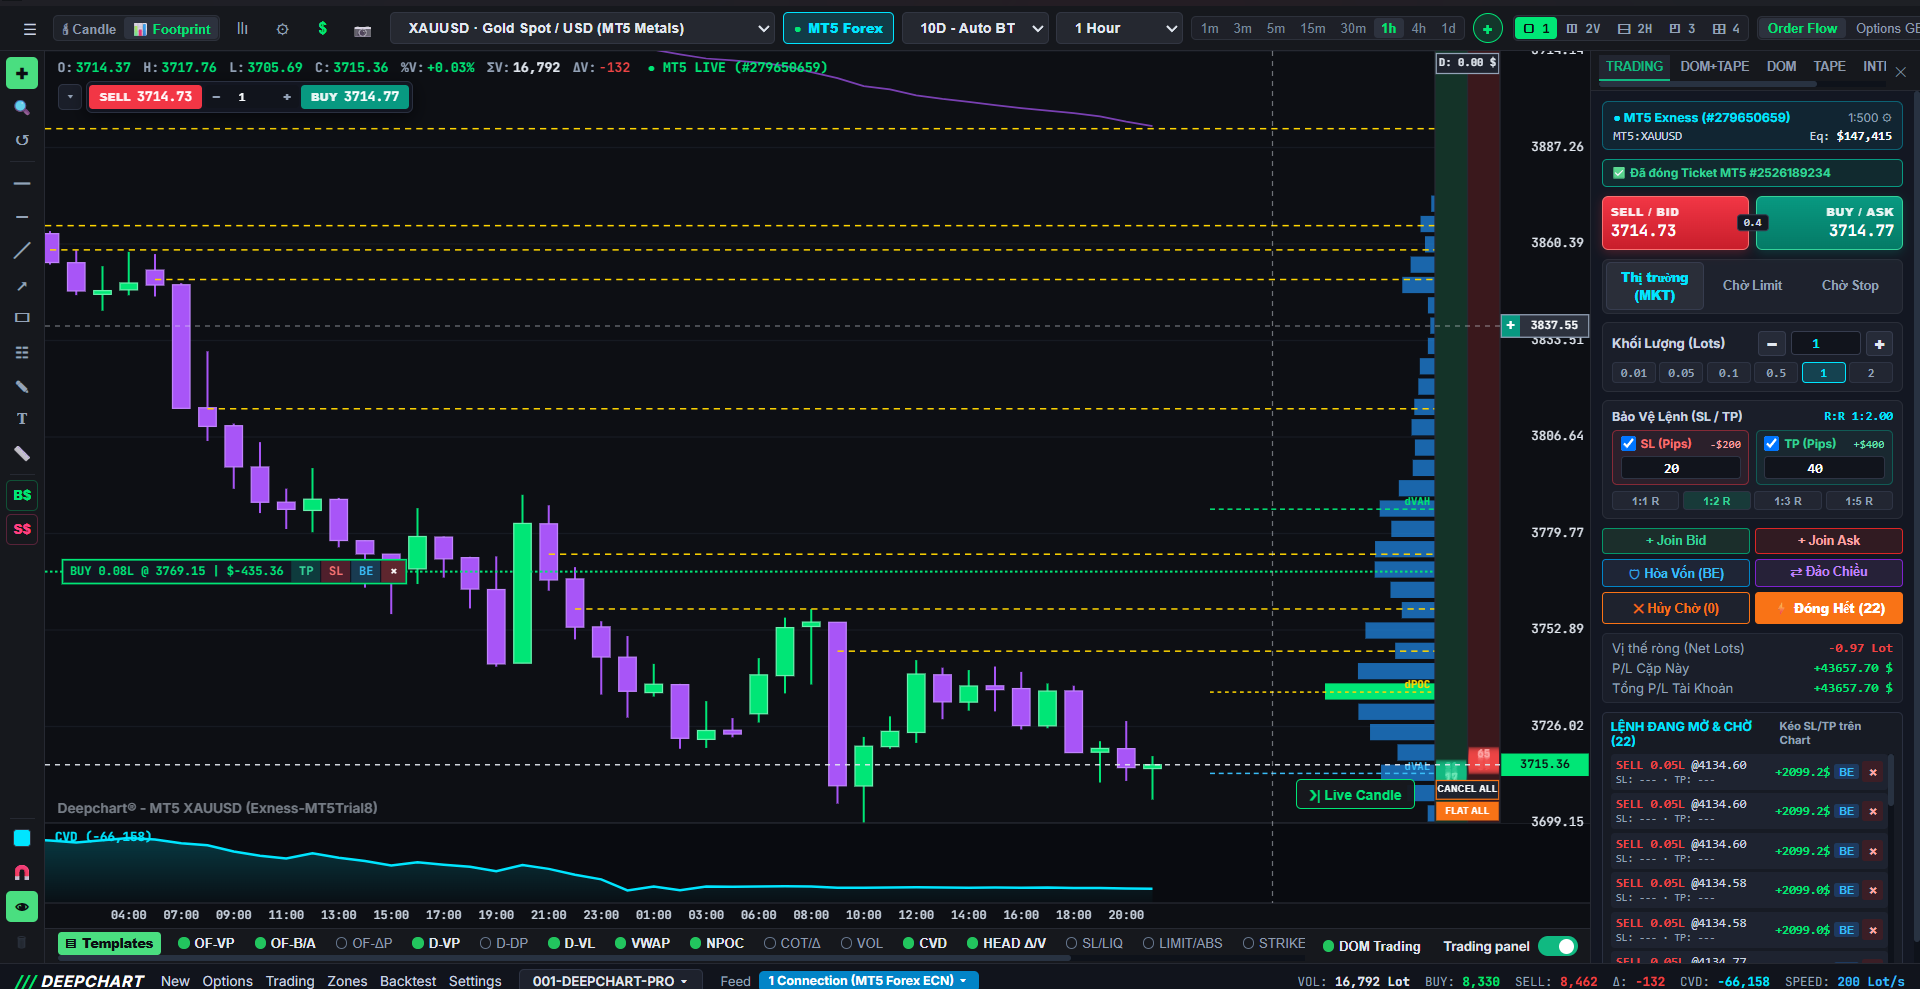 Candle Footprint $ XAUUSD · Gold Spot / USD (MT5 Metals) MT5 Forex 10D - Auto BT 1 Hour 1m 3m 5m 15m 30m 1h 4h 1d + 1 2V 2H 3 4 Order Flow Options GE
O:3714.37 H:3717.76 L:3705.69 C:3715.36 %V:+0.03% ΣV:16,792 ΔV:-132 ● MT5 LIVE (#279650659)
SELL 3714.73 − 1 + BUY 3714.77
D: 0.00 $
3887.26
3860.39
3837.55
3833.51
3806.64
3779.77
3752.89
3726.02
3715.36
3699.15
dVAH
dPOC
dVAL
65
BUY 0.08L @ 3769.15 | $-435.36 TP SL BE ×
Live Candle
CANCEL ALL
FLAT ALL
Deepchart® - MT5 XAUUSD (Exness-MT5Trial8)
CVD (-66,158)
04:00 07:00 09:00 11:00 13:00 15:00 17:00 19:00 21:00 23:00 01:00 03:00 06:00 08:00 10:00 12:00 14:00 16:00 18:00 20:00
T
B$
S$
TRADING DOM+TAPE DOM TAPE INTI
● MT5 Exness (#279650659) 1:500
MT5:XAUUSD Eq: $147,415
Đã đóng Ticket MT5 #2526189234
SELL / BID BUY / ASK
3714.73 0.4 3714.77
Thị trường (MKT) Chờ Limit Chờ Stop
Khối Lượng (Lots) − 1 +
0.01 0.05 0.1 0.5 1 2
Bảo Vệ Lệnh (SL / TP) R:R 1:2.00
SL (Pips) -$200 TP (Pips) +$400
20 40
1:1 R 1:2 R 1:3 R 1:5 R
+ Join Bid + Join Ask
Hòa Vốn (BE) ⇄ Đảo Chiều
Hủy Chờ (0) Đóng Hết (22)
Vị thế ròng (Net Lots) -0.97 Lot
P/L Cặp Này +43657.70 $
Tổng P/L Tài Khoản +43657.70 $
LỆNH ĐANG MỞ & CHỜ (22) Kéo SL/TP trên Chart
SELL 0.05L @4134.60 +2099.2$ BE ×
SL: --- · TP: ---
SELL 0.05L @4134.60 +2099.2$ BE ×
SL: --- · TP: ---
SELL 0.05L @4134.60 +2099.2$ BE ×
SL: --- · TP: ---
SELL 0.05L @4134.58 +2099.0$ BE ×
SL: --- · TP: ---
SELL 0.05L @4134.58 +2099.0$ BE ×
SL: --- · TP: ---
Templates OF-VP OF-B/A OF-ΔP D-VP D-DP D-VL VWAP NPOC COT/Δ VOL CVD HEAD Δ/V SL/LIQ LIMIT/ABS STRIKE DOM Trading Trading panel
DEEPCHART New Options Trading Zones Backtest Settings 001-DEEPCHART-PRO Feed 1 Connection (MT5 Forex ECN) VOL: 16,792 Lot BUY: 8,330 SELL: 8,462 Δ: -132 CVD: -66,158 SPEED: 200 Lot/s